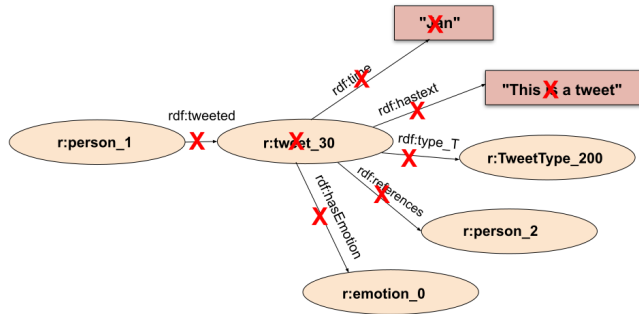 "Jan"
rdf:time
"This is a tweet"
rdf:hastext
rdf:tweeted
r:person_1
r:tweet_30
rdf:type_T
r:TweetType_200
rdf:references
rdf:hasEmotion
r:person_2
r:emotion_0